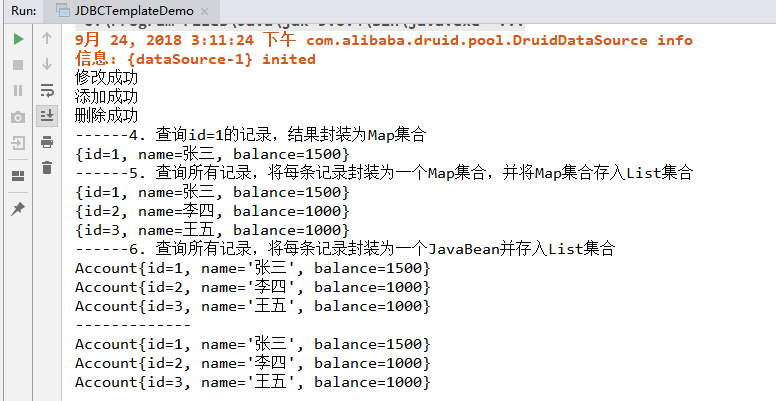 Run: JDBCTemplateDemo ×
9月 24, 2018 3:11:24 下午 com.alibaba.druid.pool.DruidDataSource info
信息: {dataSource-1} inited
修改成功
添加成功
删除成功
------4. 查询id=1的记录，结果封装为Map集合
{id=1, name=张三, balance=1500}
------5. 查询所有记录，将每条记录封装为一个Map集合，并将Map集合存入List集合
{id=1, name=张三, balance=1500}
{id=2, name=李四, balance=1000}
{id=3, name=王五, balance=1000}
------6. 查询所有记录，将每条记录封装为一个JavaBean并存入List集合
Account{id=1, name='张三', balance=1500}
Account{id=2, name='李四', balance=1000}
Account{id=3, name='王五', balance=1000}
-------------
Account{id=1, name='张三', balance=1500}
Account{id=2, name='李四', balance=1000}
Account{id=3, name='王五', balance=1000}